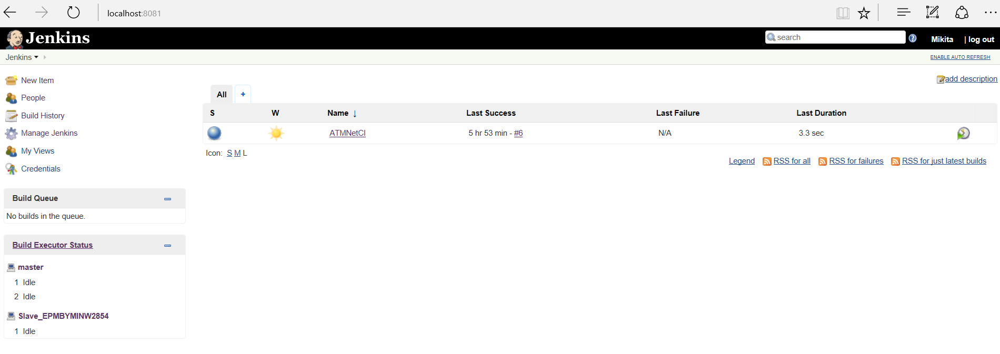 localhost:8081
Jenkins
search
Mikita
| log out
Jenkins
ENABLE AUTO REFRESH
New Item
People
Build History
Manage Jenkins
My Views
Credentials
Build Queue
No builds in the queue.
Build Executor Status
master
1 Idle
2 Idle
Slave_EPMBYMINW2854
1 Idle
add description
All +
S W Name ↓ Last Success Last Failure Last Duration
ATMNetCI 5 hr 53 min - #6 N/A 3.3 sec
Icon: S M L
Legend RSS for all RSS for failures RSS for just latest builds